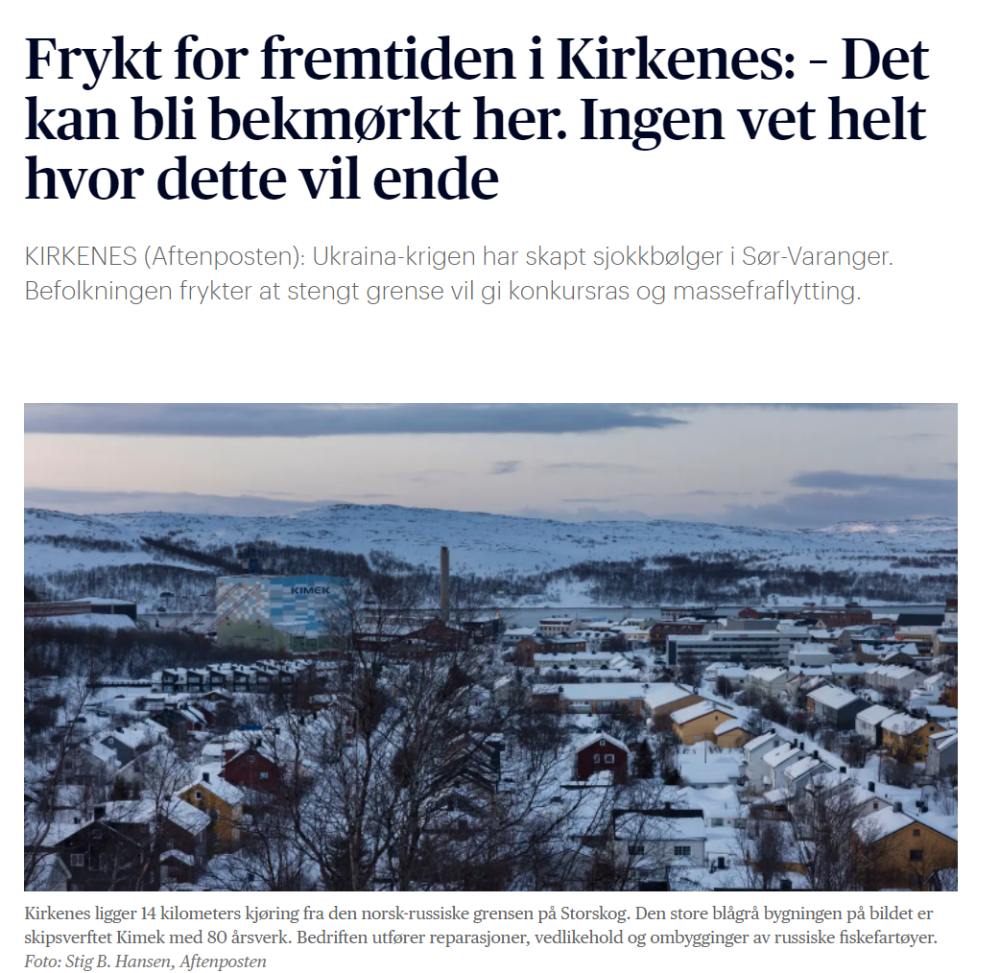 Frykt for fremtiden i Kirkenes: – Det
kan bli bekmørkt her. Ingen vet helt
hvor dette vil ende
KIRKENES (Aftenposten): Ukraina-krigen har skapt sjokkbølger i Sør-Varanger.
Befolkningen frykter at stengt grense vil gi konkursras og massefraflytting.
KIMEK
Kirkenes ligger 14 kilometers kjøring fra den norsk-russiske grensen på Storskog. Den store blågrå bygningen på bildet er
skipsverftet Kimek med 80 årsverk. Bedriften utfører reparasjoner, vedlikehold og ombygginger av russiske fiskefartøyer.
Foto: Stig B. Hansen, Aftenposten